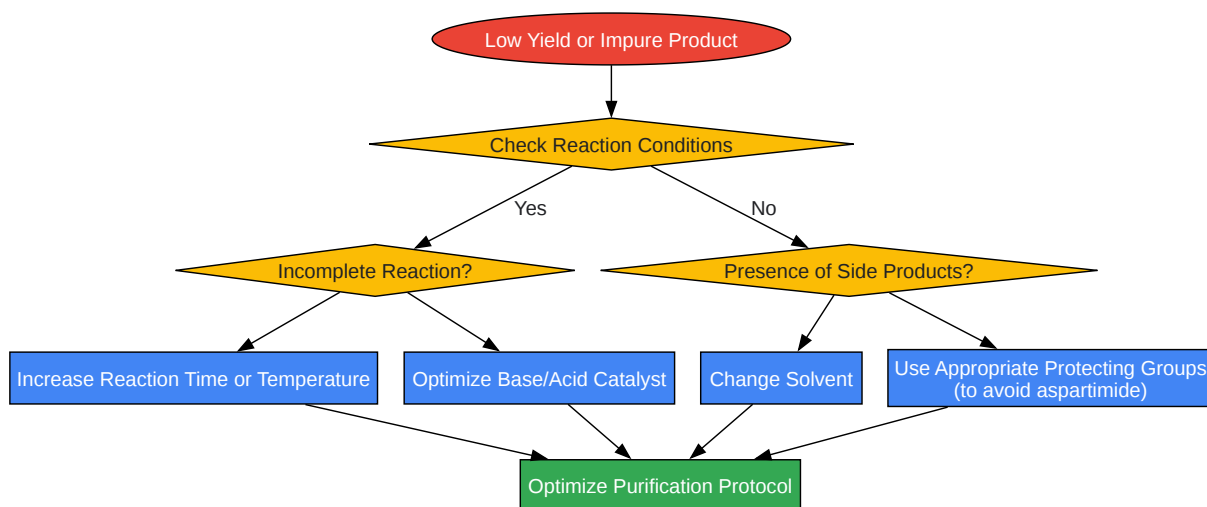 Low Yield or Impure Product
Check Reaction Conditions
Yes
No
Incomplete Reaction?
Presence of Side Products?
Increase Reaction Time or Temperature
Optimize Base/Acid Catalyst
Change Solvent
Use Appropriate Protecting Groups
(to avoid aspartimide)
Optimize Purification Protocol